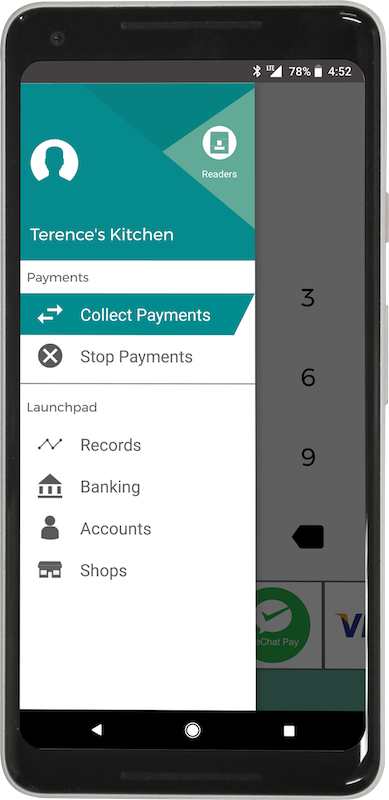 LTE 78% 4:52
Readers
Terence's Kitchen
Payments
Collect Payments
Stop Payments
Launchpad
Records
Banking
Accounts
Shops
3
6
9
eChat Pay
VI